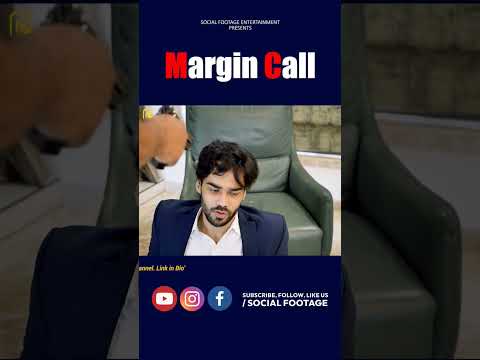 SOCIAL FOOTAGE ENTERTAINMENT
PRESENTS
Margin Call
annel. Link in Bio'
SUBSCRIBE, FOLLOW, LIKE US
/ SOCIAL FOOTAGE